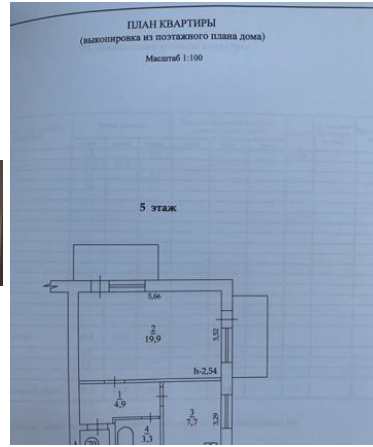 ПЛАН КВАРТИРЫ
(выкопировка из поэтажного плана дома)
Масштаб 1:100
5 этаж
5,66
2
19,9
3,52
h-2,54
1
4,9
3
7,7
3,29
4
3,3
79